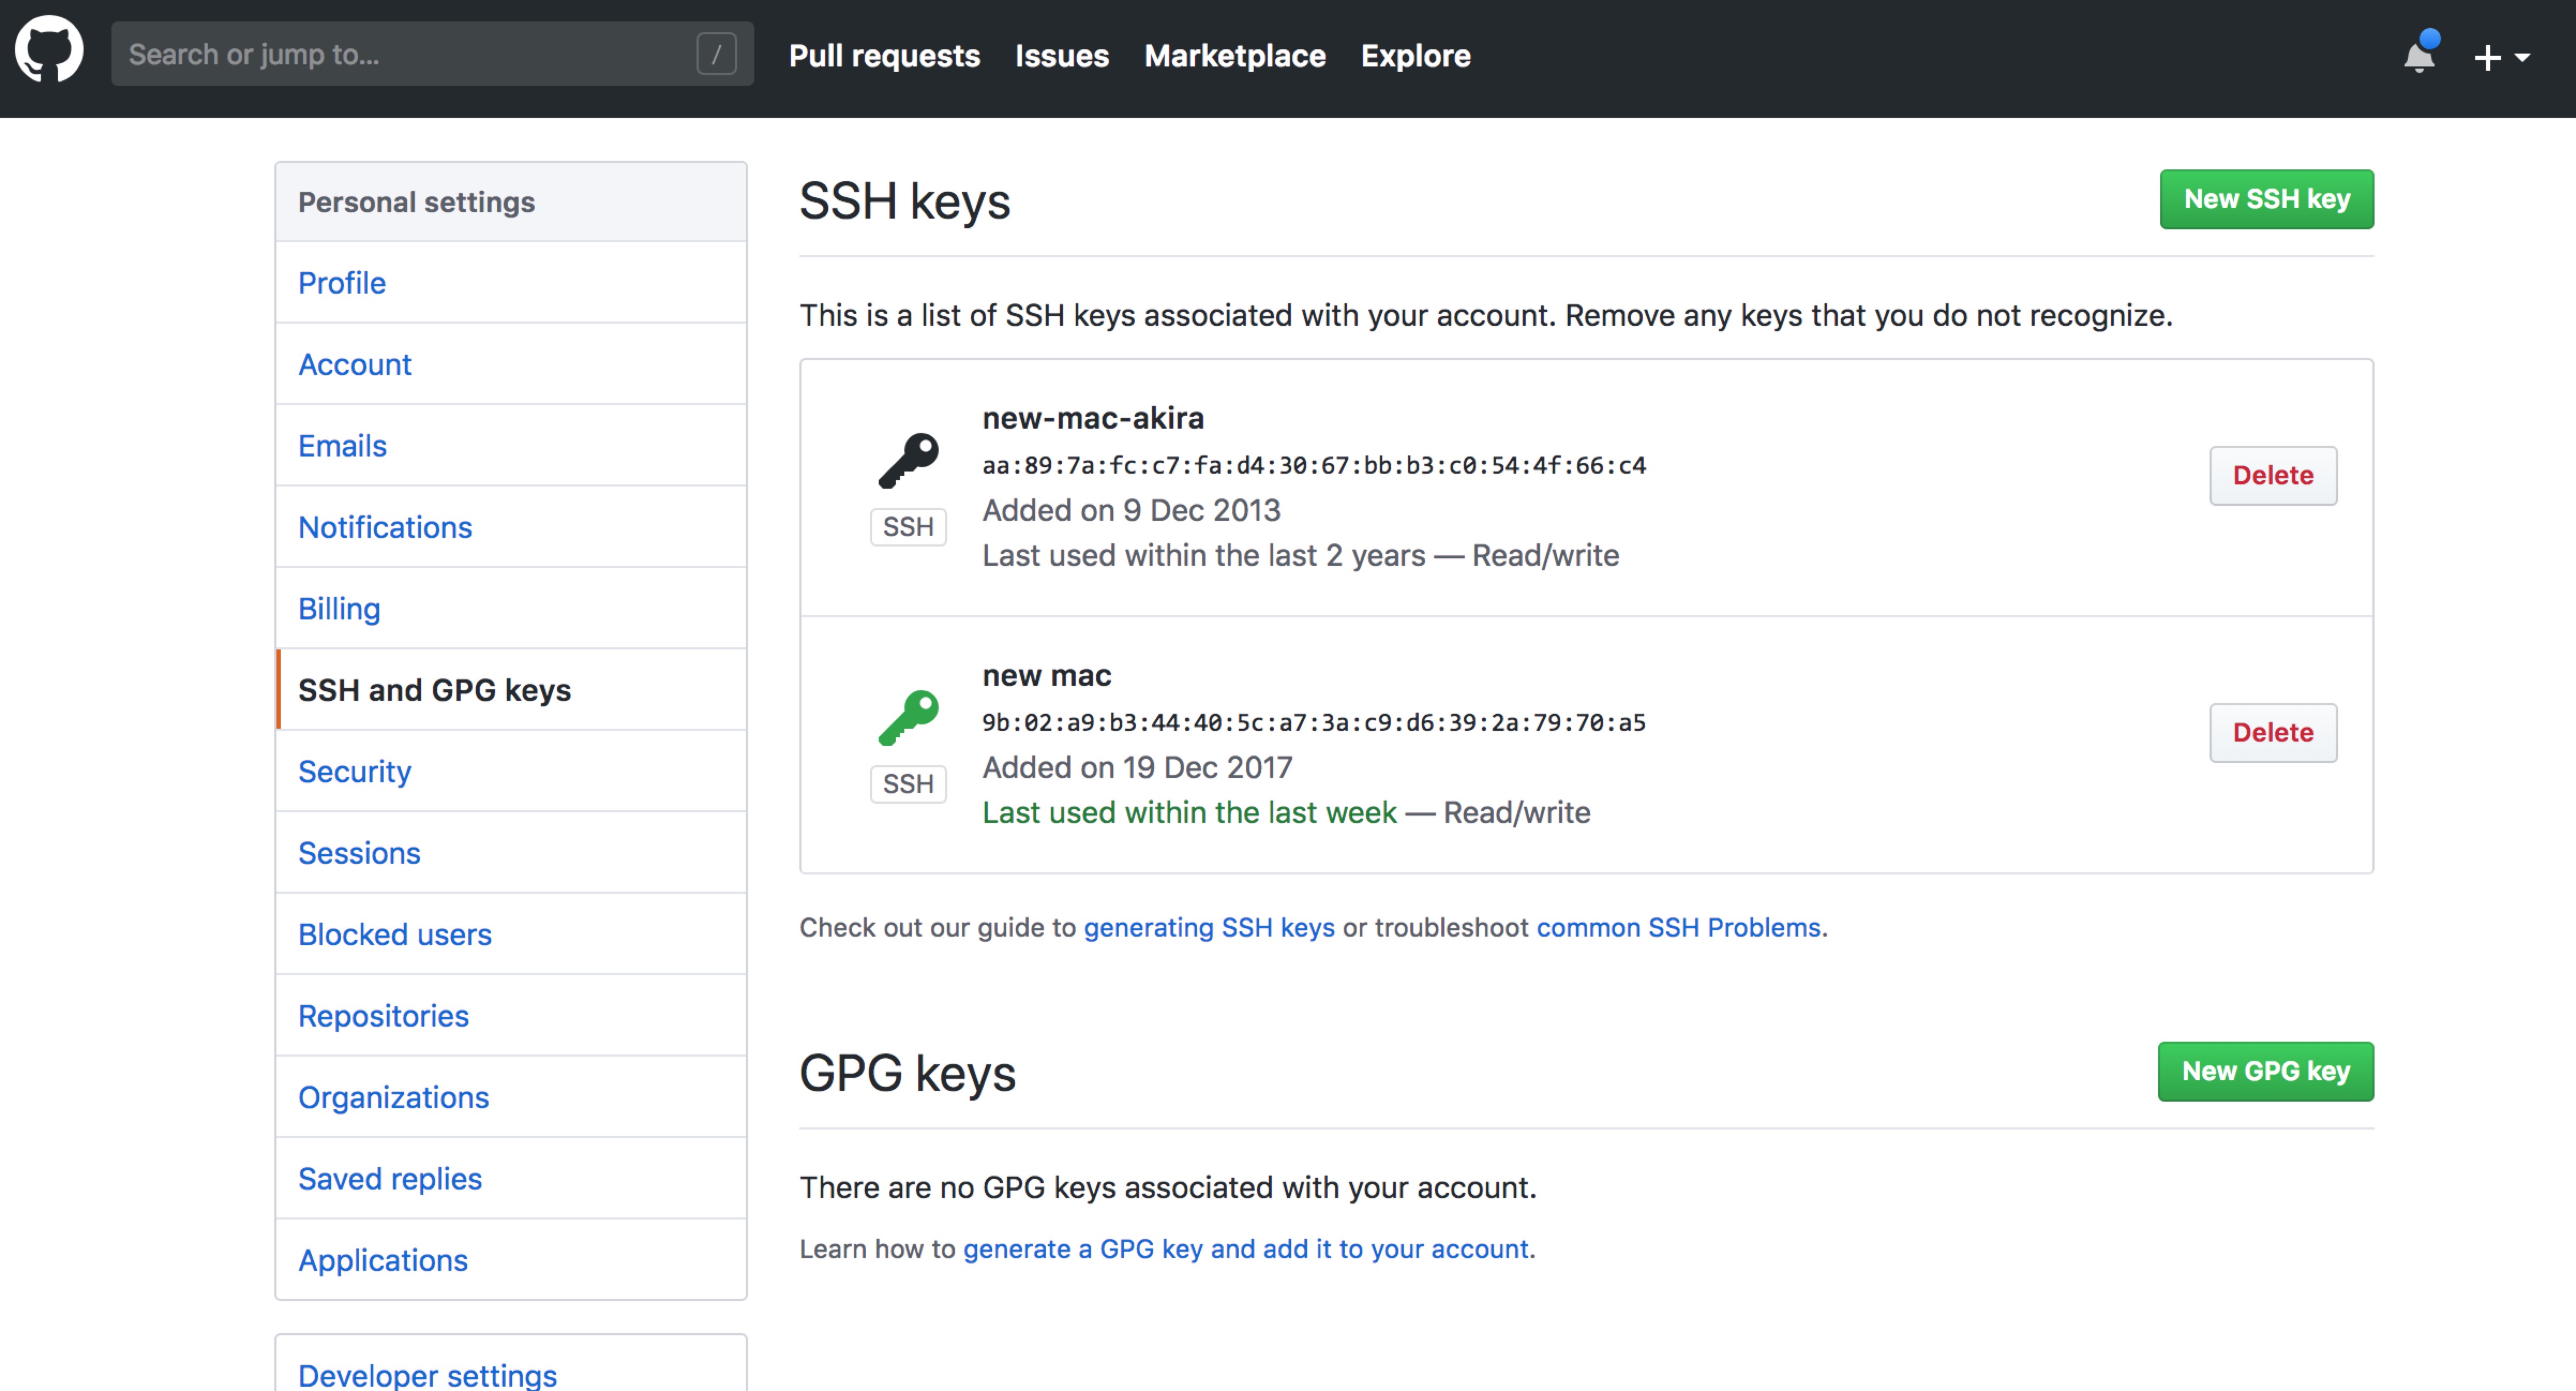 Search or jump to...
/
Pull requests
Issues
Marketplace
Explore
Personal settings
Profile
Account
Emails
Notifications
Billing
SSH and GPG keys
Security
Sessions
Blocked users
Repositories
Organizations
Saved replies
Applications
Developer settings
SSH keys
New SSH key
This is a list of SSH keys associated with your account. Remove any keys that you do not recognize.
new-mac-akira
aa:89:7a:fc:c7:fa:d4:30:67:bb:b3:c0:54:4f:66:c4
Added on 9 Dec 2013
Last used within the last 2 years — Read/write
SSH
Delete
new mac
9b:02:a9:b3:44:40:5c:a7:3a:c9:d6:39:2a:79:70:a5
Added on 19 Dec 2017
Last used within the last week — Read/write
SSH
Delete
Check out our guide to generating SSH keys or troubleshoot common SSH Problems.
GPG keys
New GPG key
There are no GPG keys associated with your account.
Learn how to generate a GPG key and add it to your account.